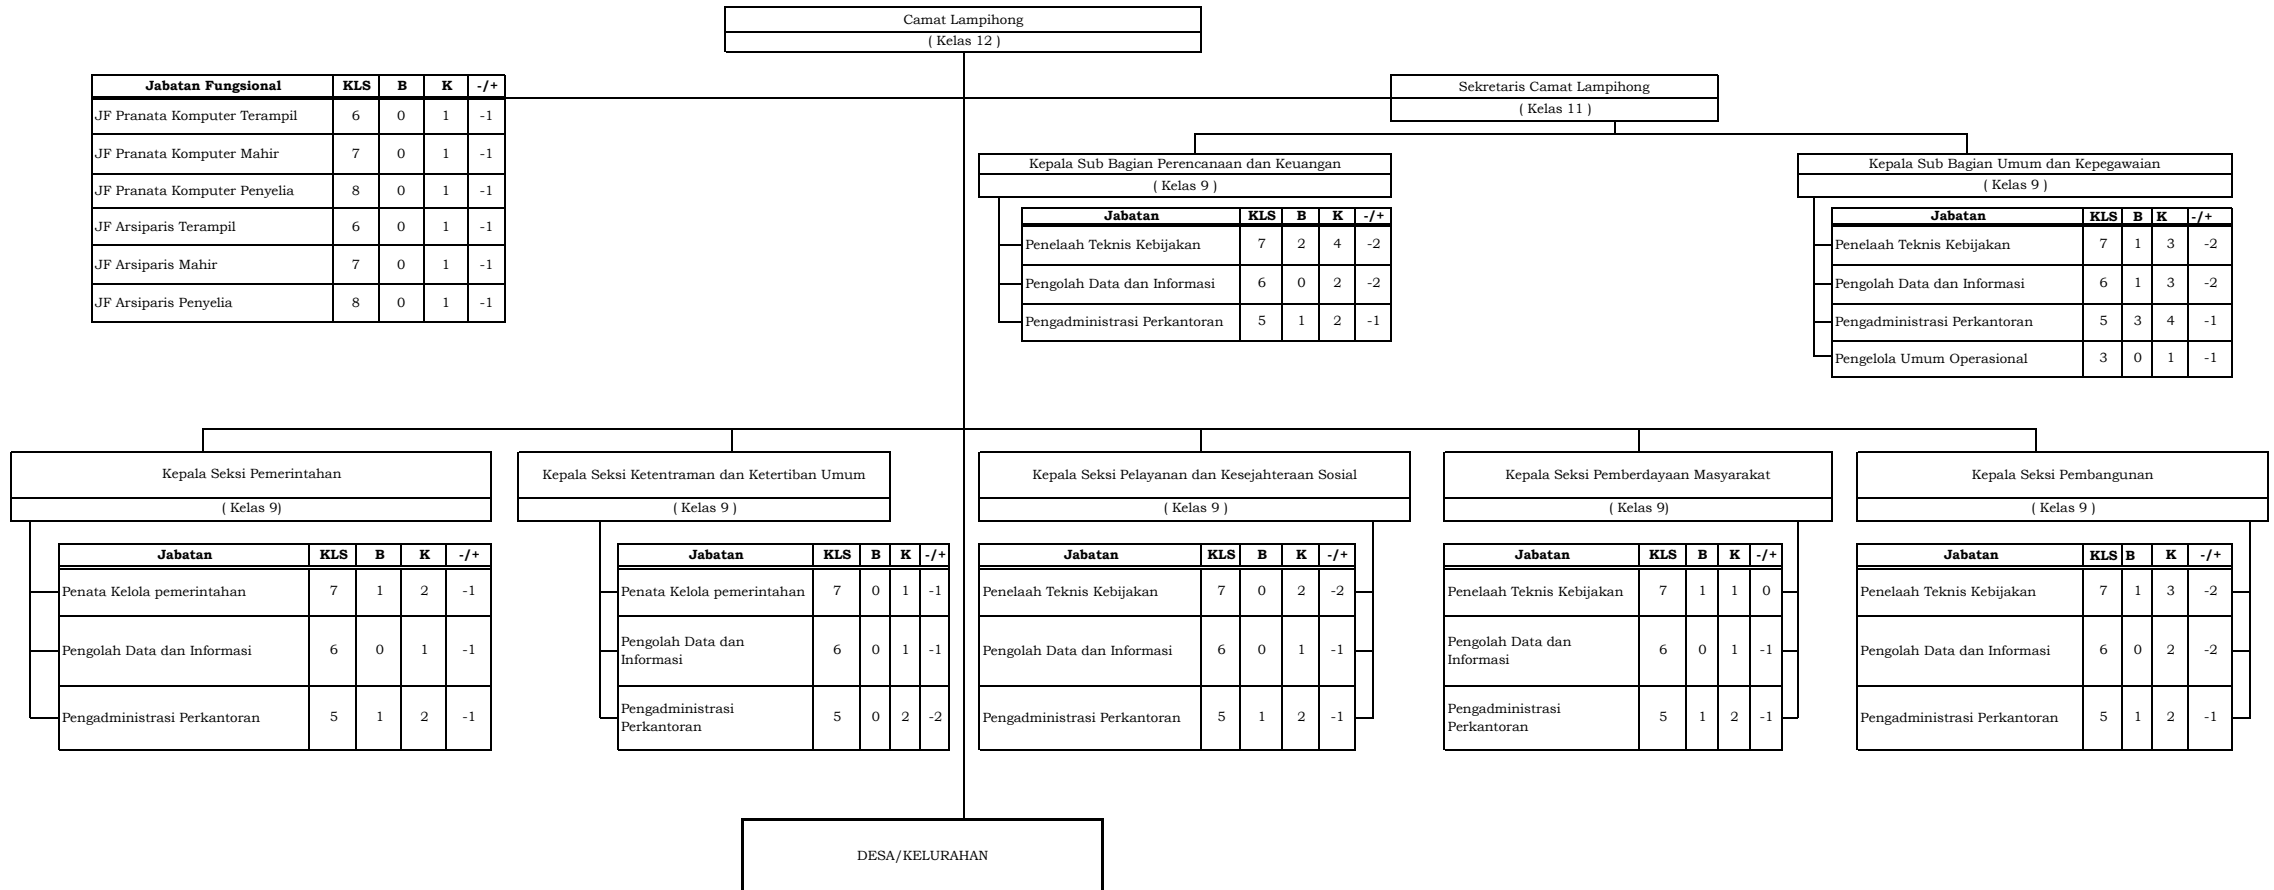 Camat Lampihong
( Kelas 12 )
Jabatan Fungsional KLS B K -/+
JF Pranata Komputer Terampil 6 0 1 -1
JF Pranata Komputer Mahir 7 0 1 -1
JF Pranata Komputer Penyelia 8 0 1 -1
JF Arsiparis Terampil 6 0 1 -1
JF Arsiparis Mahir 7 0 1 -1
JF Arsiparis Penyelia 8 0 1 -1
Sekretaris Camat Lampihong
( Kelas 11 )
Kepala Sub Bagian Perencanaan dan Keuangan
( Kelas 9 )
Jabatan KLS B K -/+
Penelaah Teknis Kebijakan 7 2 4 -2
Pengolah Data dan Informasi 6 0 2 -2
Pengadministrasi Perkantoran 5 1 2 -1
Kepala Sub Bagian Umum dan Kepegawaian
( Kelas 9 )
Jabatan KLS B K -/+
Penelaah Teknis Kebijakan 7 1 3 -2
Pengolah Data dan Informasi 6 1 3 -2
Pengadministrasi Perkantoran 5 3 4 -1
Pengelola Umum Operasional 3 0 1 -1
Kepala Seksi Pemerintahan
( Kelas 9)
Jabatan KLS B K -/+
Penata Kelola pemerintahan 7 1 2 -1
Pengolah Data dan Informasi 6 0 1 -1
Pengadministrasi Perkantoran 5 1 2 -1
Kepala Seksi Ketentraman dan Ketertiban Umum
( Kelas 9 )
Jabatan KLS B K -/+
Penata Kelola pemerintahan 7 0 1 -1
Pengolah Data dan
Informasi 6 0 1 -1
Pengadministrasi
Perkantoran 5 0 2 -2
Kepala Seksi Pelayanan dan Kesejahteraan Sosial
( Kelas 9 )
Jabatan KLS B K -/+
Penelaah Teknis Kebijakan 7 0 2 -2
Pengolah Data dan Informasi 6 0 1 -1
Pengadministrasi Perkantoran 5 1 2 -1
Kepala Seksi Pemberdayaan Masyarakat
( Kelas 9)
Jabatan KLS B K -/+
Penelaah Teknis Kebijakan 7 1 1 0
Pengolah Data dan
Informasi 6 0 1 -1
Pengadministrasi
Perkantoran 5 1 2 -1
Kepala Seksi Pembangunan
( Kelas 9 )
Jabatan KLS B K -/+
Penelaah Teknis Kebijakan 7 1 3 -2
Pengolah Data dan Informasi 6 0 2 -2
Pengadministrasi Perkantoran 5 1 2 -1
DESA/KELURAHAN